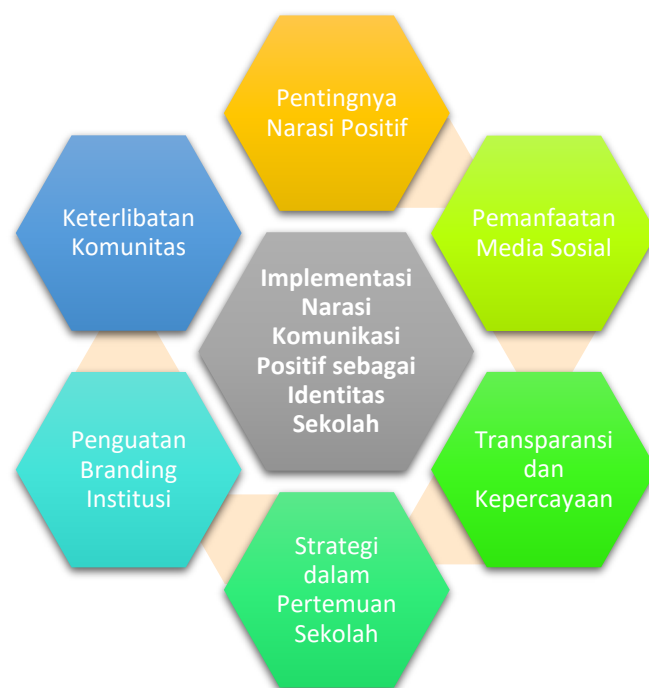 Pentingnya
Narasi Positif
Pemanfaatan
Media Sosial
Transparansi
dan
Kepercayaan
Strategi
dalam
Pertemuan
Sekolah
Penguatan
Branding
Institusi
Keterlibatan
Komunitas
Implementasi
Narasi
Komunikasi
Positif sebagai
Identitas
Sekolah